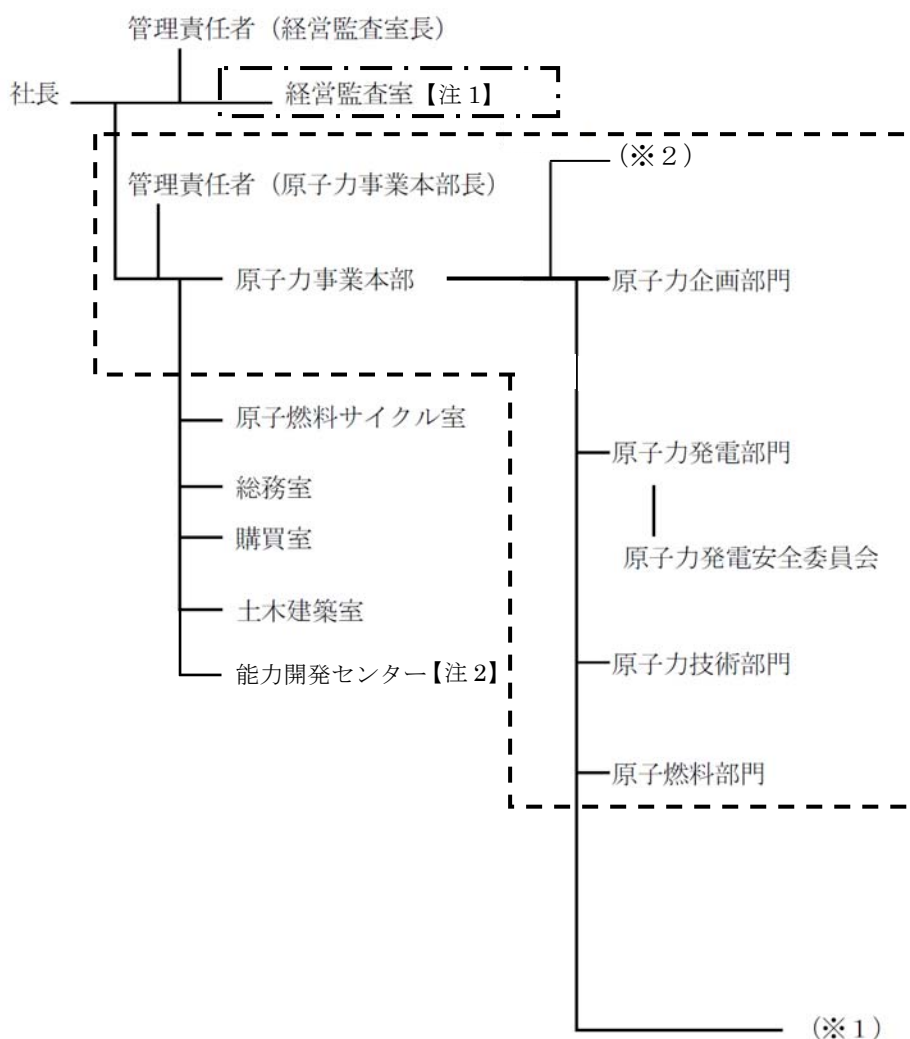 管理責任者（経営監査室長）
社長
経営監査室【注1】
（※２）
管理責任者（原子力事業本部長）
原子力事業本部
原子力企画部門
原子燃料サイクル室
原子力発電部門
総務室
購買室
原子力発電安全委員会
土木建築室
能力開発センター【注2】
原子力技術部門
原子燃料部門
（※１）